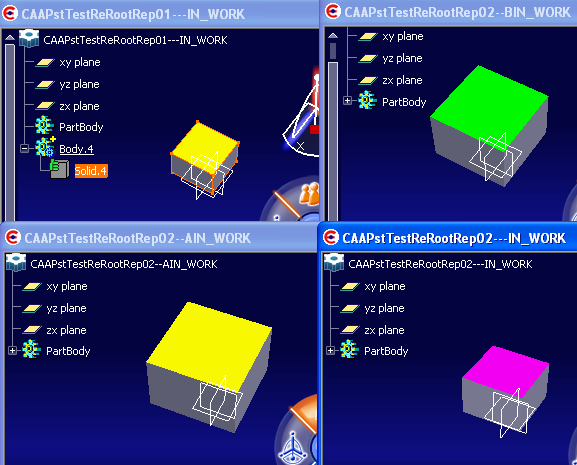 CAAPstTestReRootRep01---IN_WORK
CAAPstTestReRootRep01---IN_WORK
xy plane
yz plane
zx plane
PartBody
Body.4
Solid.4
X
CAAPstTestReRootRep02--BIN_WORK
xy plane
yz plane
zx plane
PartBody
CAAPstTestReRootRep02--AIN_WORK
CAAPstTestReRootRep02--AIN_WORK
xy plane
yz plane
zx plane
PartBody
CAAPstTestReRootRep02---IN_WORK
CAAPstTestReRootRep02---IN_WORK
xy plane
yz plane
zx plane
PartBody